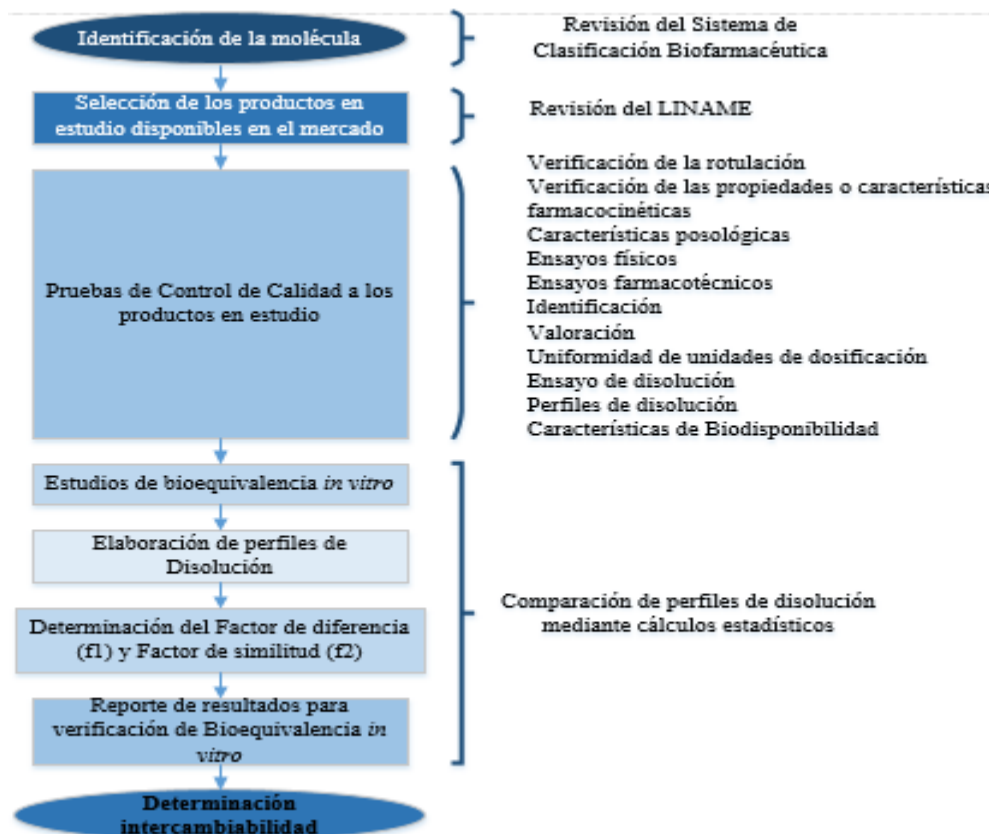 Identificación de la molécula
Revisión del Sistema de
Clasificación Biofarmacéutica
Selección de los productos en
estudio disponibles en el mercado
Revisión del LINAME
Pruebas de Control de Calidad a los
productos en estudio
Verificación de la rotulación
Verificación de las propiedades o características
farmacocinéticas
Características posológicas
Ensayos físicos
Ensayos farmacotécnicos
Identificación
Valoración
Uniformidad de unidades de dosificación
Ensayo de disolución
Perfiles de disolución
Características de Biodisponibilidad
Estudios de bioequivalencia in vitro
Elaboración de perfiles de
Disolución
Determinación del Factor de diferencia
(f1) y Factor de similitud (f2)
Reporte de resultados para
verificación de Bioequivalencia in
vitro
Comparación de perfiles de disolución
mediante cálculos estadísticos
Determinación
intercambiabilidad